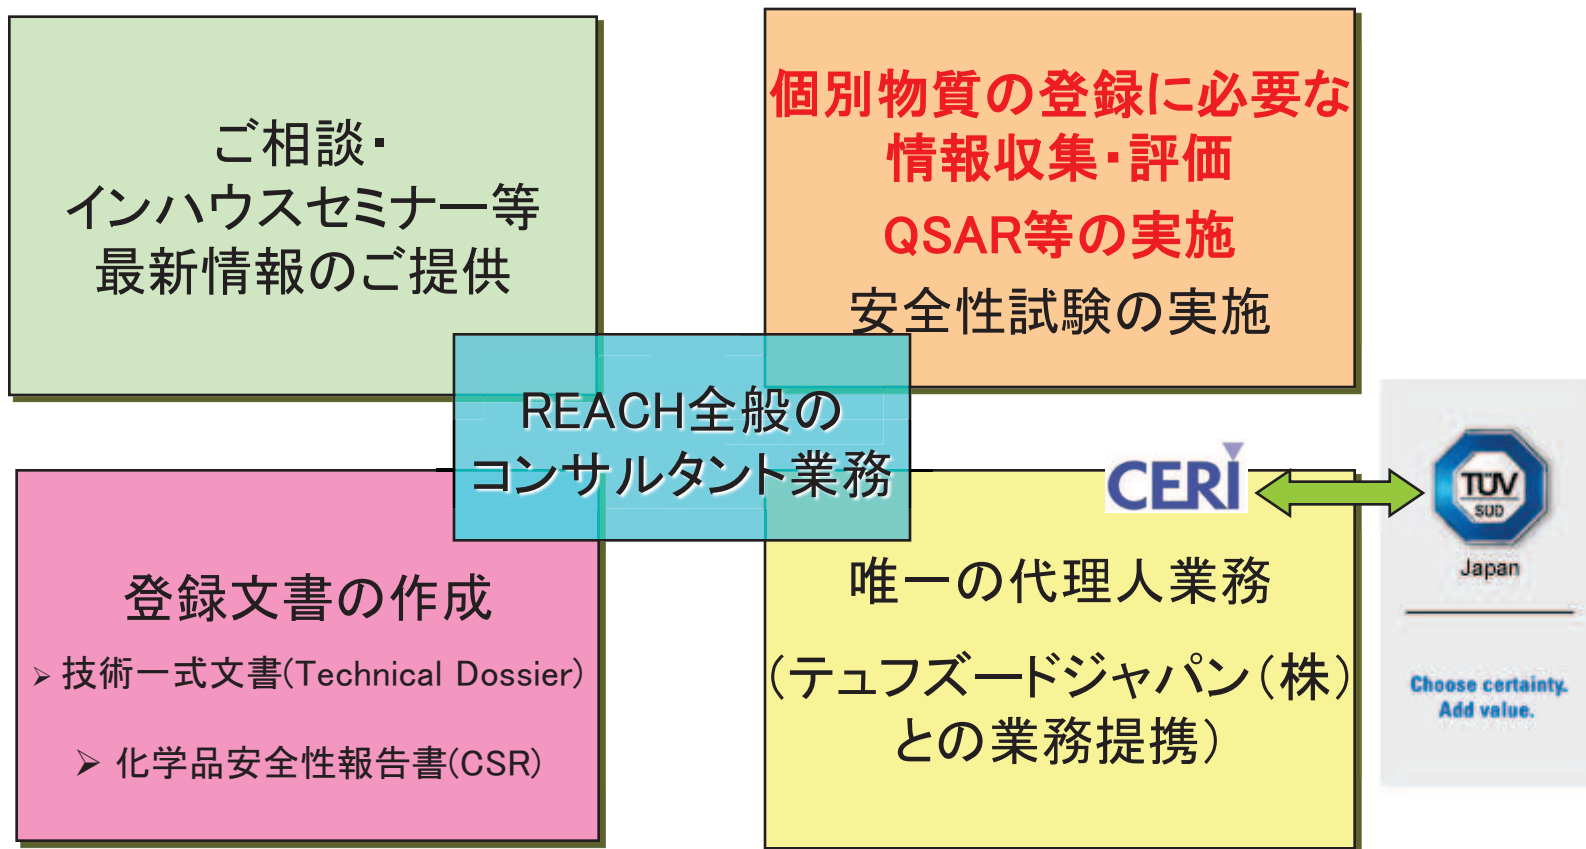 ご相談・
インハウスセミナー等
最新情報のご提供
個別物質の登録に必要な
情報収集・評価
QSAR等の実施
安全性試験の実施
REACH全般の
コンサルタント業務
登録文書の作成
➢ 技術一式文書(Technical Dossier)
➢ 化学品安全性報告書(CSR)
CERI
唯一の代理人業務
(テュフズードジャパン(株)
との業務提携)
TÜV
SÜD
Japan
Choose certainty.
Add value.